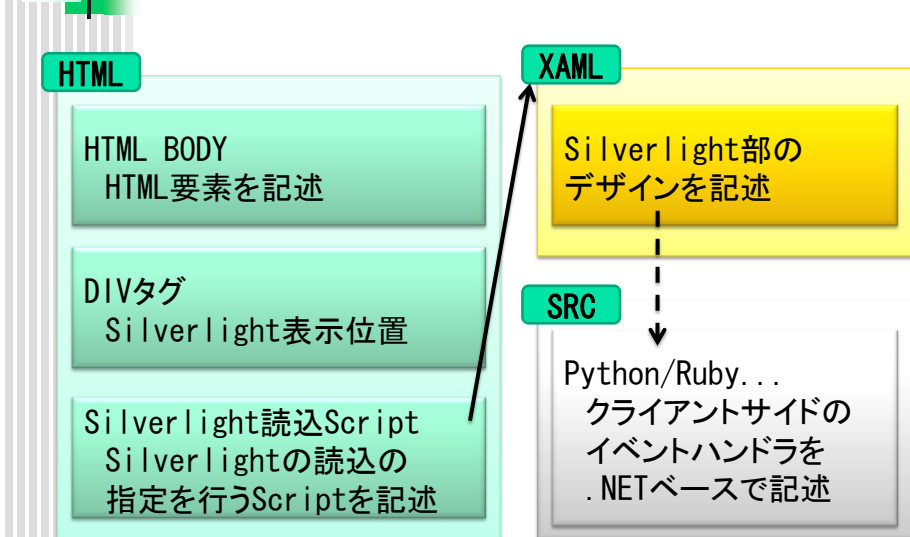 HTML
HTML BODY
HTML要素を記述
DIVタグ
Silverlight表示位置
Silverlight読込Script
Silverlightの読込の
指定を行うScriptを記述
XAML
Silverlight部の
デザインを記述
SRC
Python/Ruby...
クライアントサイドの
イベントハンドラを
.NETベースで記述